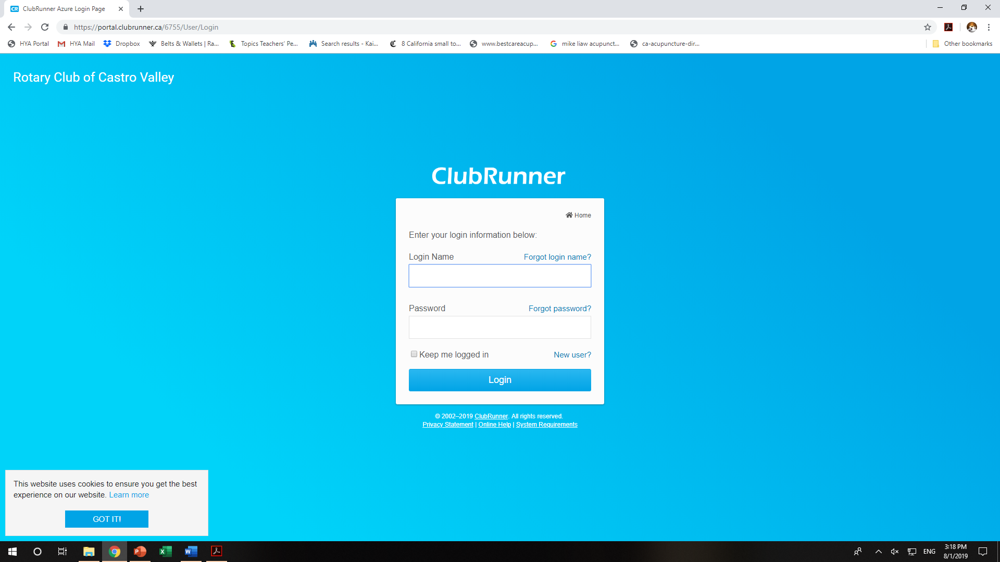 CR ClubRunner Azure Login Page
https://portal.clubrunner.ca/6755/User/Login
HYA Portal HYA Mail Dropbox Belts & Wallets | Ra... Topics Teachers' Pe... Search results - Kai... 8 California small to... www.bestcareacup... mike liaw acupunct... ca-acupuncture-dir... Other bookmarks
Rotary Club of Castro Valley
ClubRunner
Home
Enter your login information below:
Login Name Forgot login name?
Password Forgot password?
Keep me logged in New user?
Login
© 2002–2019 ClubRunner. All rights reserved.
Privacy Statement | Online Help | System Requirements
This website uses cookies to ensure you get the best
experience on our website. Learn more
GOT IT!
ENG
3:18 PM
8/1/2019